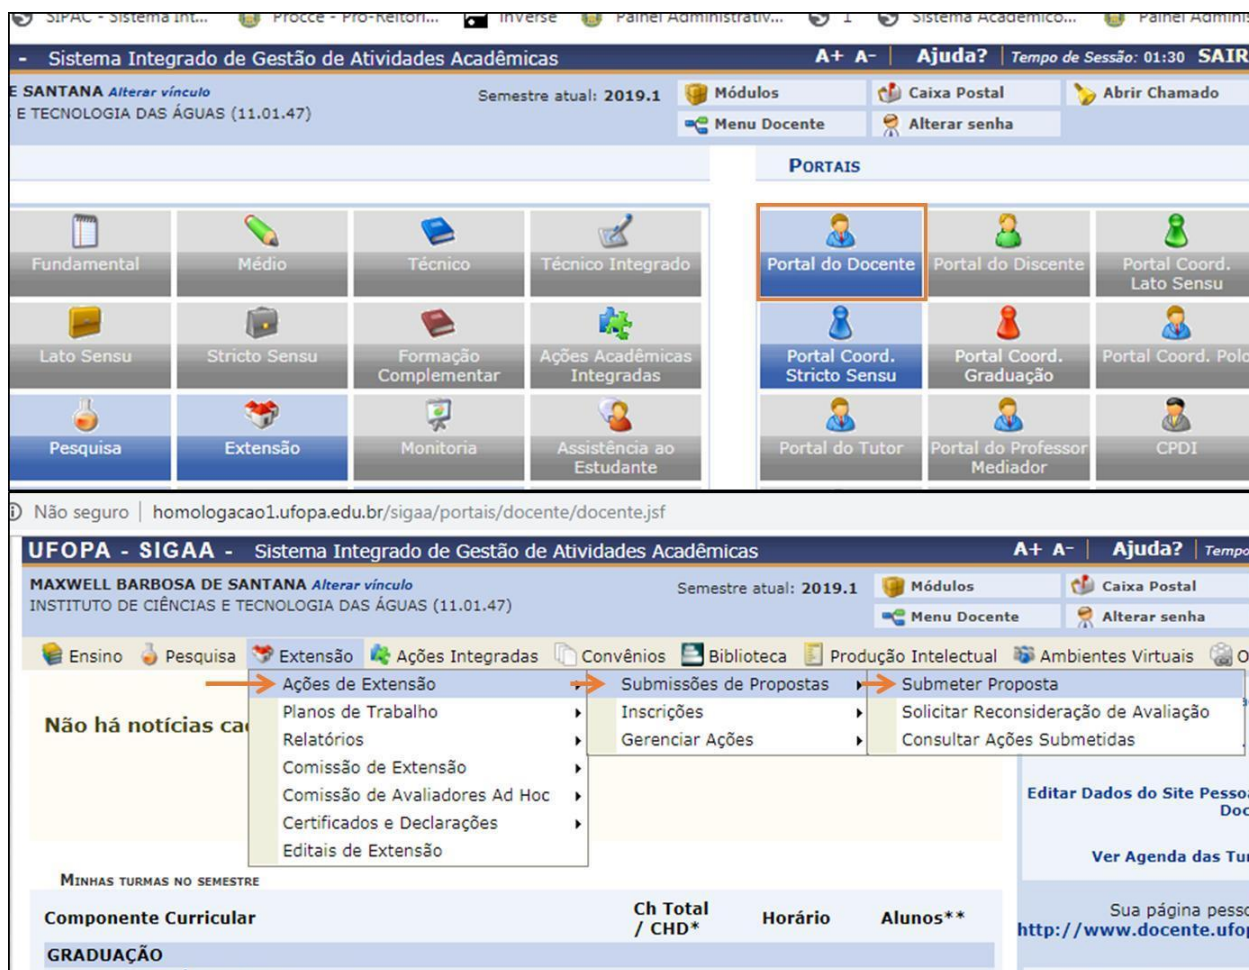 SIPAC - Sistema Int... Procce - Pró-Reitori... inVerse Painel Administrativ... 1 Sistema Acadêmico... Painel Adminis
- Sistema Integrado de Gestão de Atividades Acadêmicas A+ A- | Ajuda? | Tempo de Sessão: 01:30 SAIR
E SANTANA Alterar vínculo Semestre atual: 2019.1 Módulos Caixa Postal Abrir Chamado
E TECNOLOGIA DAS ÁGUAS (11.01.47) Menu Docente Alterar senha
PORTAIS
Fundamental Médio Técnico Técnico Integrado Portal do Docente Portal do Discente Portal Coord.
Lato Sensu
Lato Sensu Stricto Sensu Formação Ações Acadêmicas Portal Coord. Portal Coord. Portal Coord. Polo
Complementar Integradas Stricto Sensu Graduação
Pesquisa Extensão Monitoria Assistência ao Portal do Tutor Portal do Professor CPDI
Estudante Mediador
Não seguro | homologacao1.ufopa.edu.br/sigaa/portais/docente/docente.jsf
UFOPA - SIGAA - Sistema Integrado de Gestão de Atividades Acadêmicas A+ A- | Ajuda? | Tempo
MAXWELL BARBOSA DE SANTANA Alterar vínculo Semestre atual: 2019.1 Módulos Caixa Postal
INSTITUTO DE CIÊNCIAS E TECNOLOGIA DAS ÁGUAS (11.01.47) Menu Docente Alterar senha
Ensino Pesquisa Extensão Ações Integradas Convênios Biblioteca Produção Intelectual Ambientes Virtuais O
Ações de Extensão Submissões de Propostas Submeter Proposta
Não há notícias ca Planos de Trabalho Inscrições Solicitar Reconsideração de Avaliação
Relatórios Gerenciar Ações Consultar Ações Submetidas
Comissão de Extensão
Comissão de Avaliadores Ad Hoc Editar Dados do Site Pessoa
Doc
Certificados e Declarações
Editais de Extensão Ver Agenda das Tur
MINHAS TURMAS NO SEMESTRE
Componente Curricular Ch Total / CHD* Horário Alunos** Sua página pesso
http://www.docente.ufop
GRADUAÇÃO